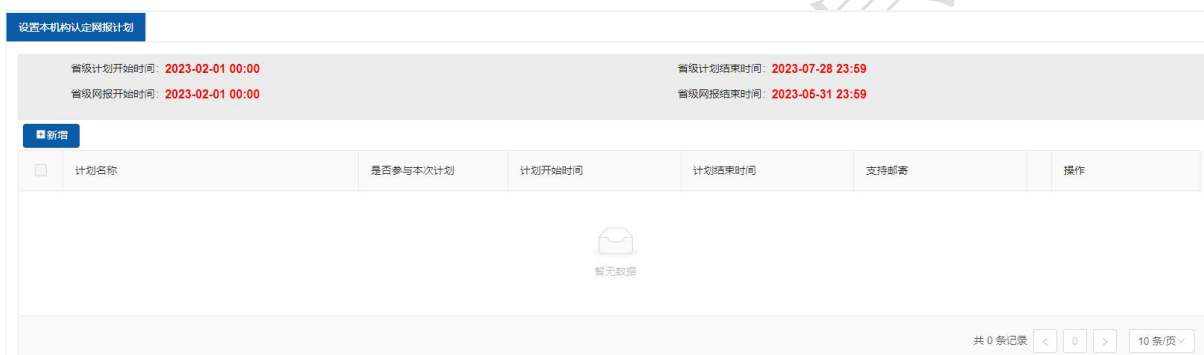 设置本机构认定网报计划
省级计划开始时间：2023-02-01 00:00 省级计划结束时间：2023-07-28 23:59
省级网报开始时间：2023-02-01 00:00 省级网报结束时间：2023-05-31 23:59
新增
计划名称 是否参与本次计划 计划开始时间 计划结束时间 支持邮寄 操作
暂无数据
共 0 条记录 < 0 > 10 条/页